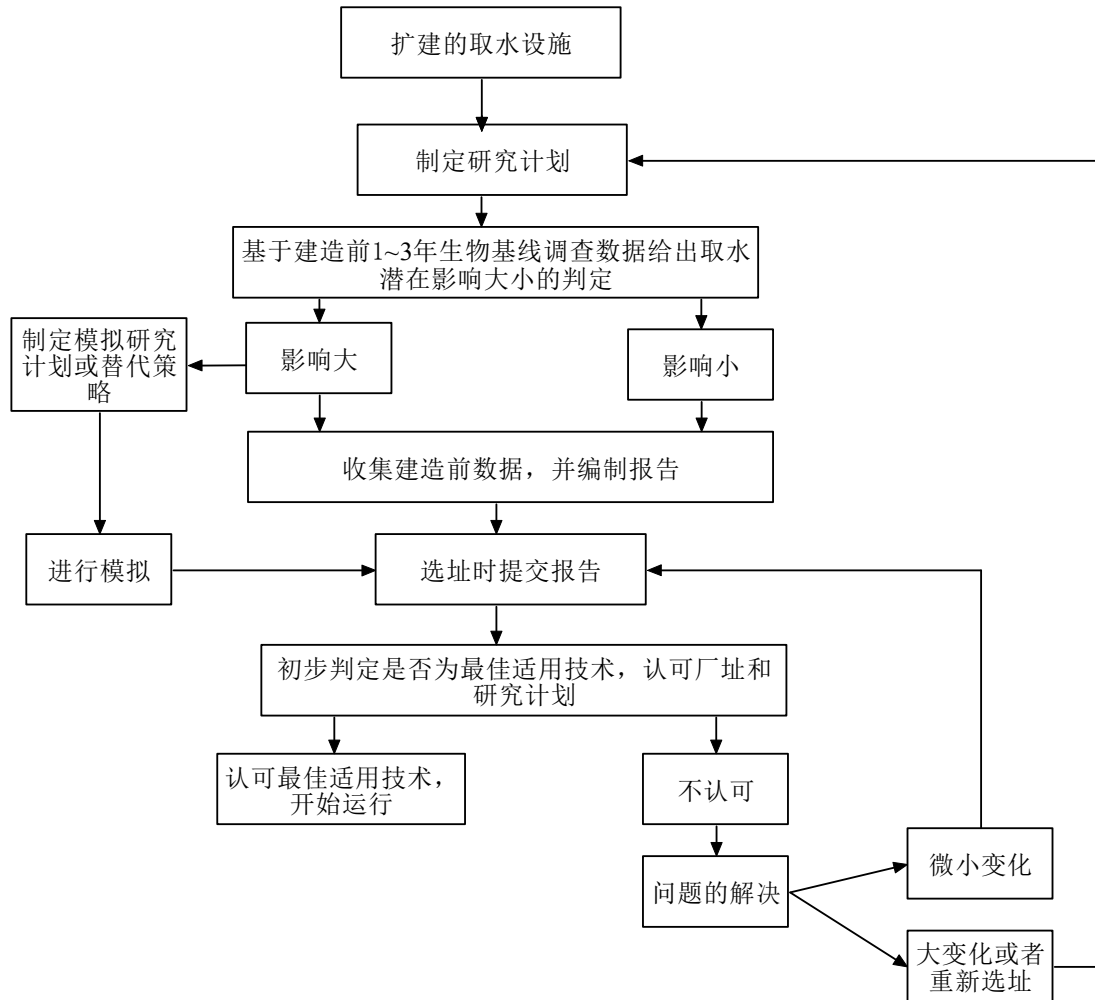 扩建的取水设施
制定研究计划
基于建造前1~3年生物基线调查数据给出取水
潜在影响大小的判定
制定模拟研究
计划或替代策
略
影响大
影响小
收集建造前数据，并编制报告
进行模拟
选址时提交报告
初步判定是否为最佳适用技术，认可厂址和
研究计划
认可最佳适用技术，
开始运行
不认可
问题的解决
微小变化
大变化或者
重新选址